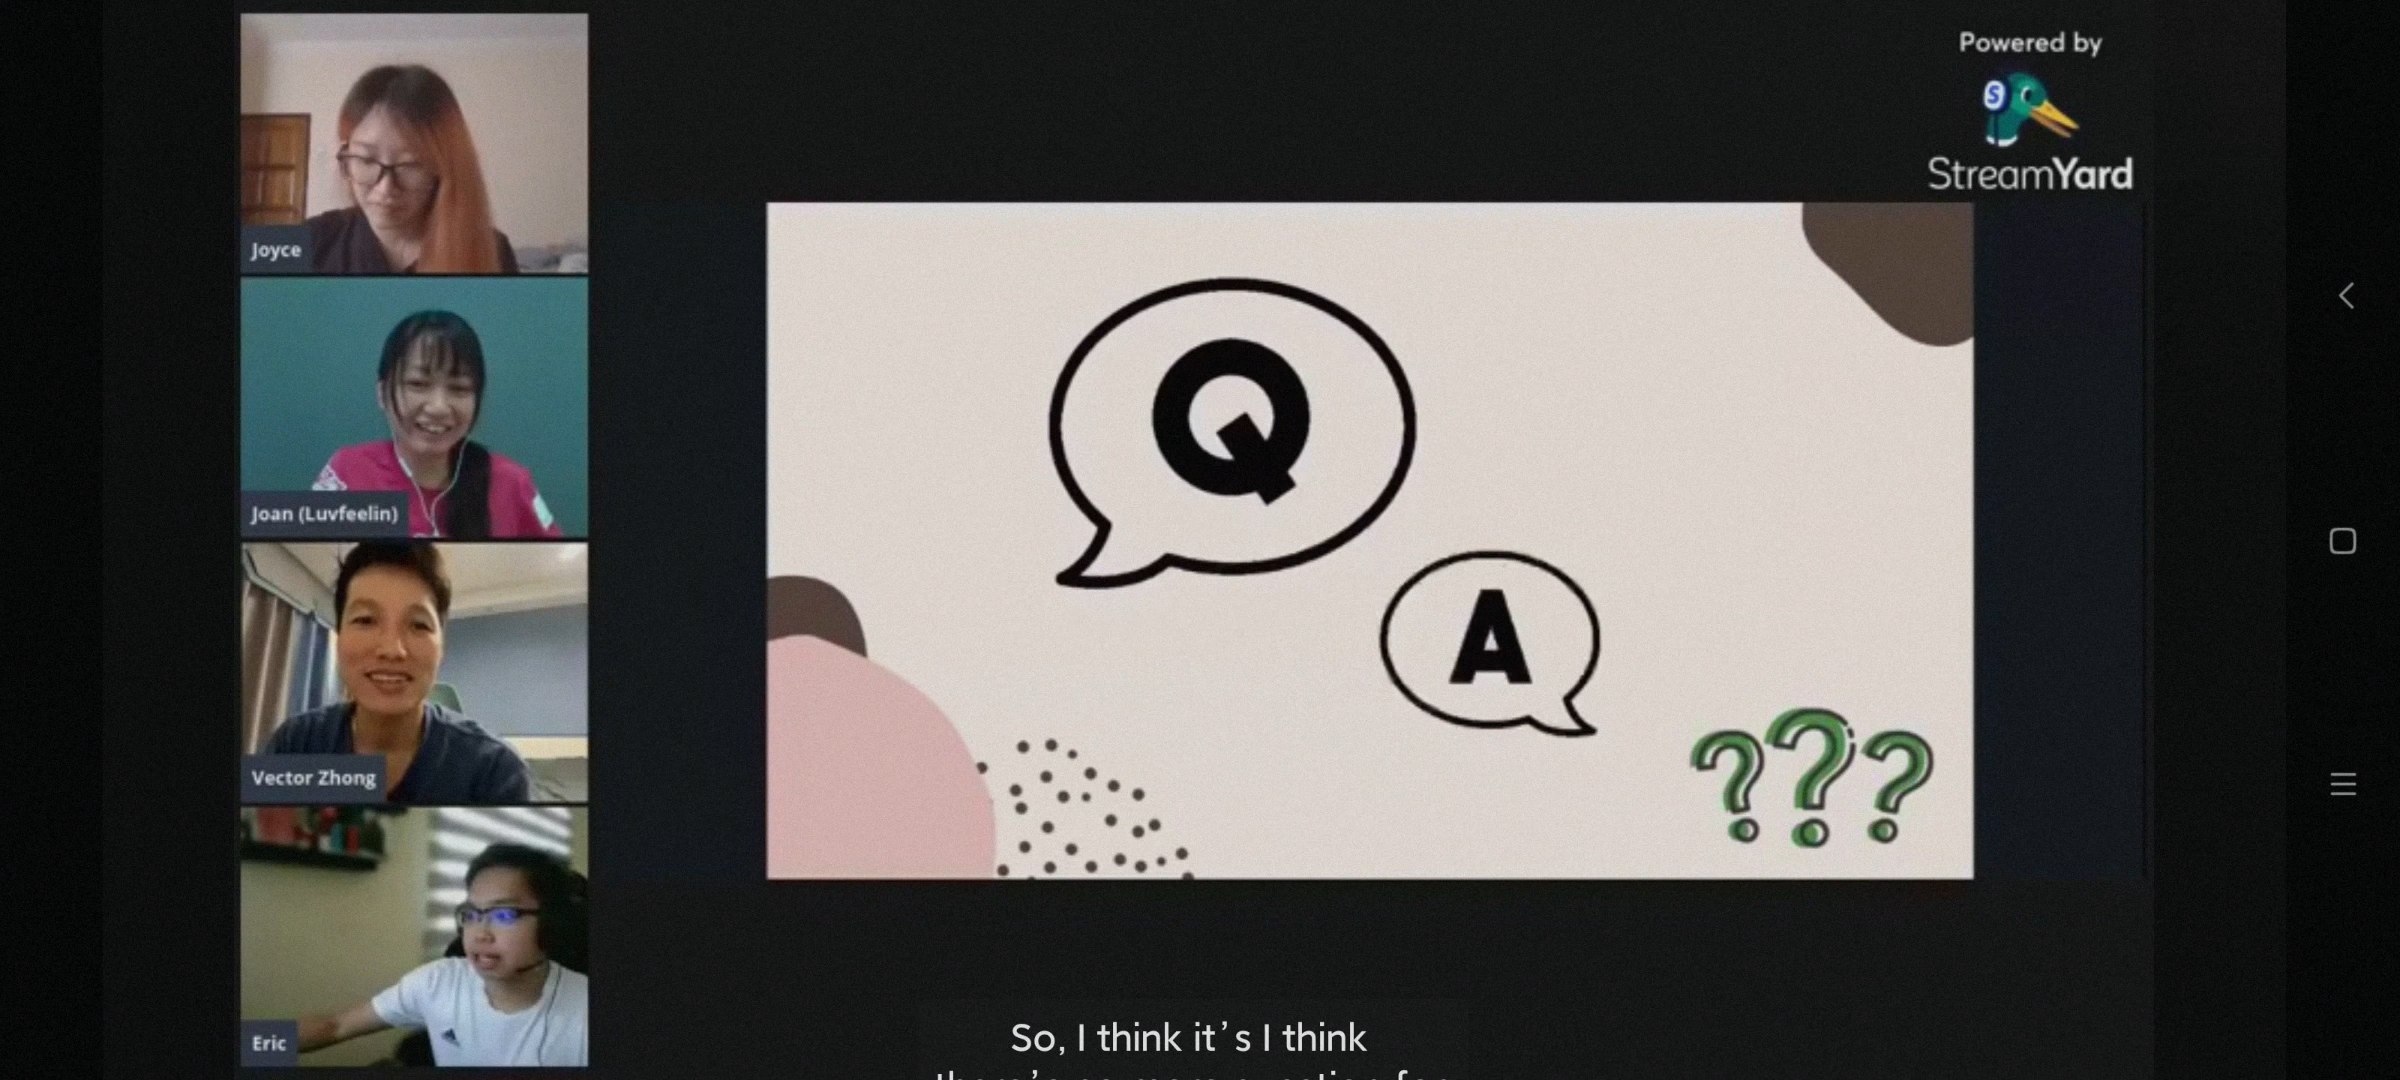 Powered by
S
StreamYard
Joyce
Joan (Luvfeelin)
Vector Zhong
Eric
Q
A
???
So, I think it's I think